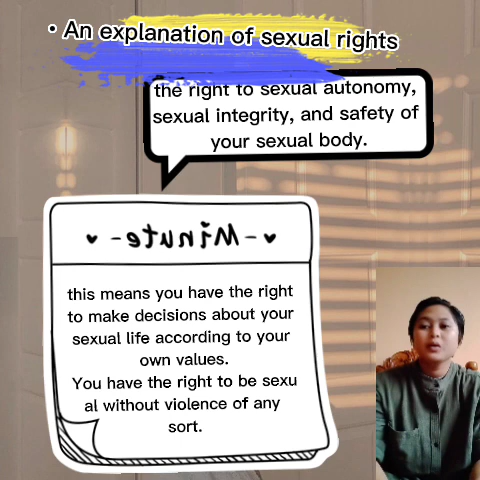 • An explanation of sexual rights
the right to sexual autonomy,
sexual integrity, and safety of
your sexual body.
♥ -Minute- ♥
this means you have the right
to make decisions about your
sexual life according to your
own values.
You have the right to be sexu
al without violence of any
sort.